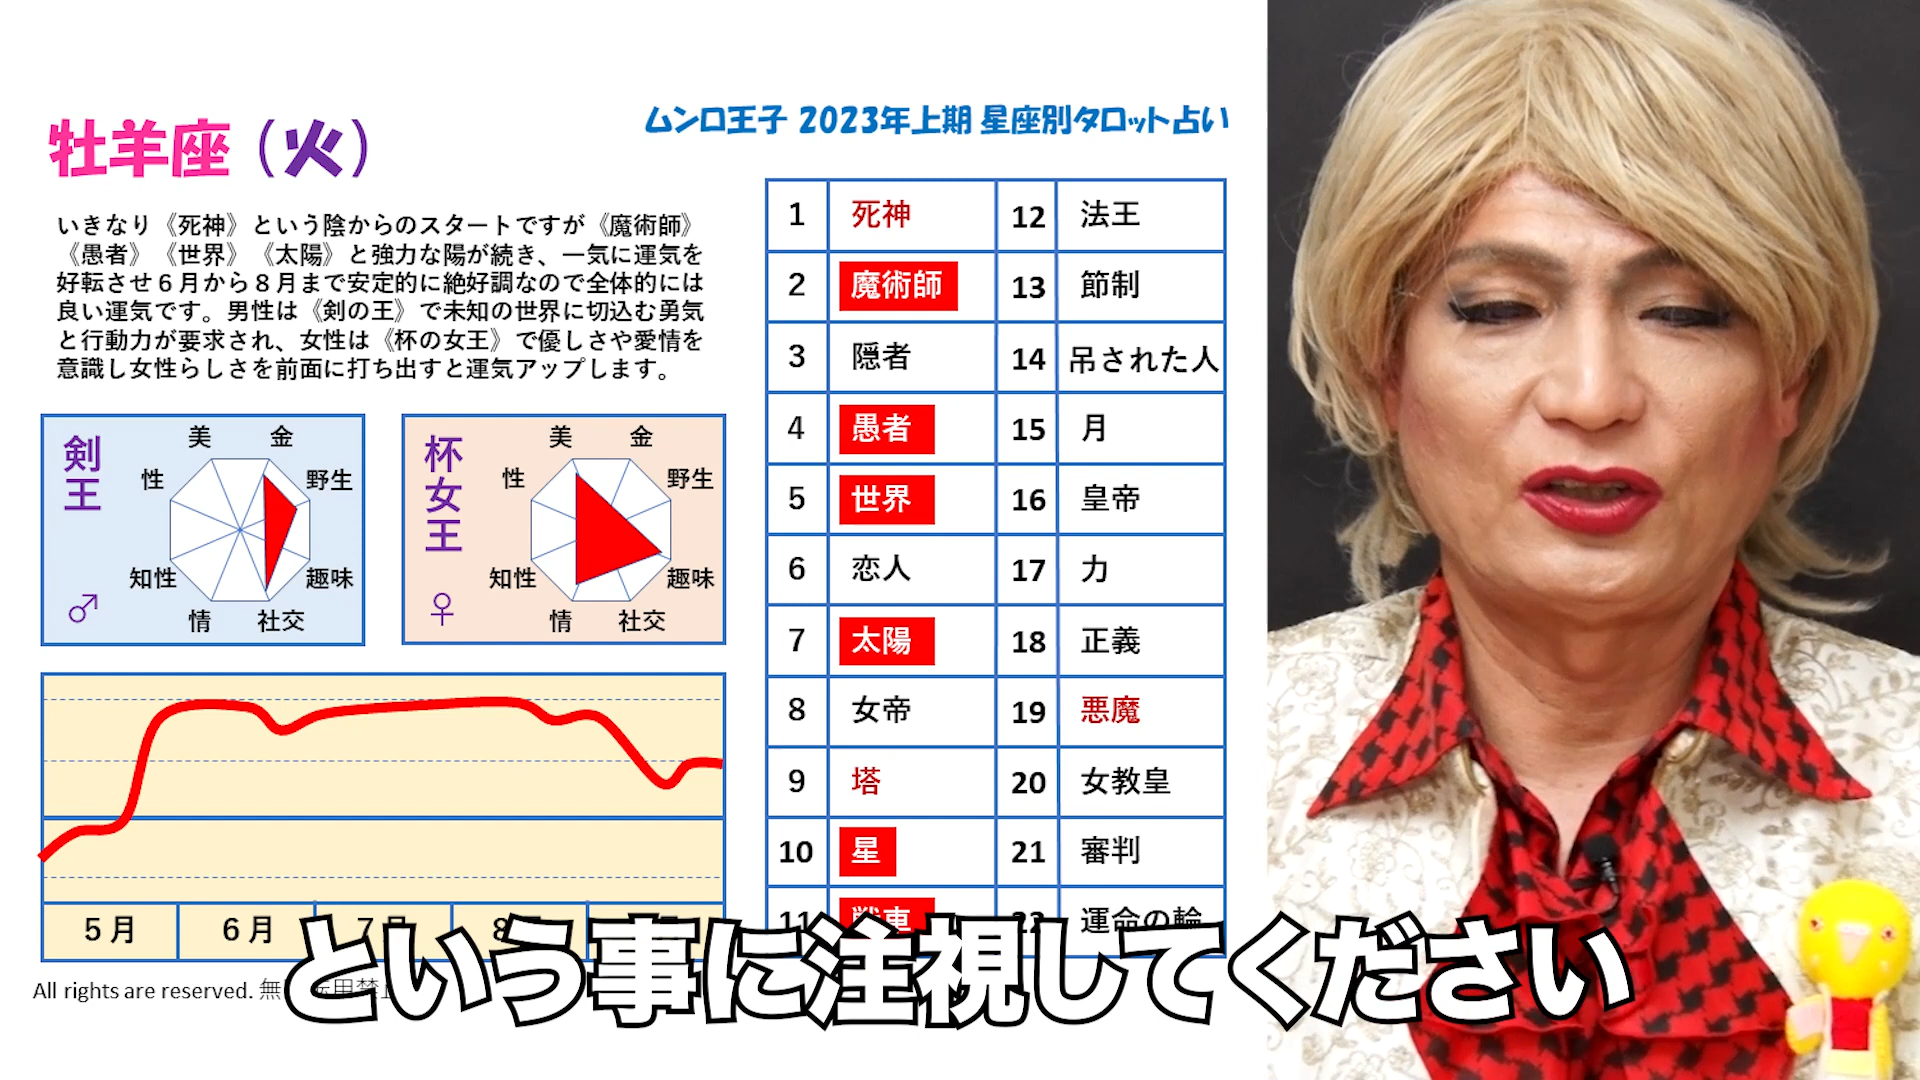 牡羊座（火）
ムンロ王子 2023年上期 星座別タロット占い
いきなり《死神》という陰からのスタートですが《魔術師》
《愚者》《世界》《太陽》と強力な陽が続き、一気に運気を
好転させ６月から８月まで安定的に絶好調なので全体的には
良い運気です。男性は《剣の王》で未知の世界に切込む勇気
と行動力が要求され、女性は《杯の女王》で優しさや愛情を
意識し女性らしさを前面に打ち出すと運気アップします。
剣王
♂
美
金
野生
趣味
社交
情
知性
性
杯女王
♀
美
金
野生
趣味
社交
情
知性
性
5月
6月
1 死神 12 法王
2 魔術師 13 節制
3 隠者 14 吊された人
4 愚者 15 月
5 世界 16 皇帝
6 恋人 17 力
7 太陽 18 正義
8 女帝 19 悪魔
9 塔 20 女教皇
10 星 21 審判
11 戦車 22 運命の輪
All rights are reserved.
という事に注視してください